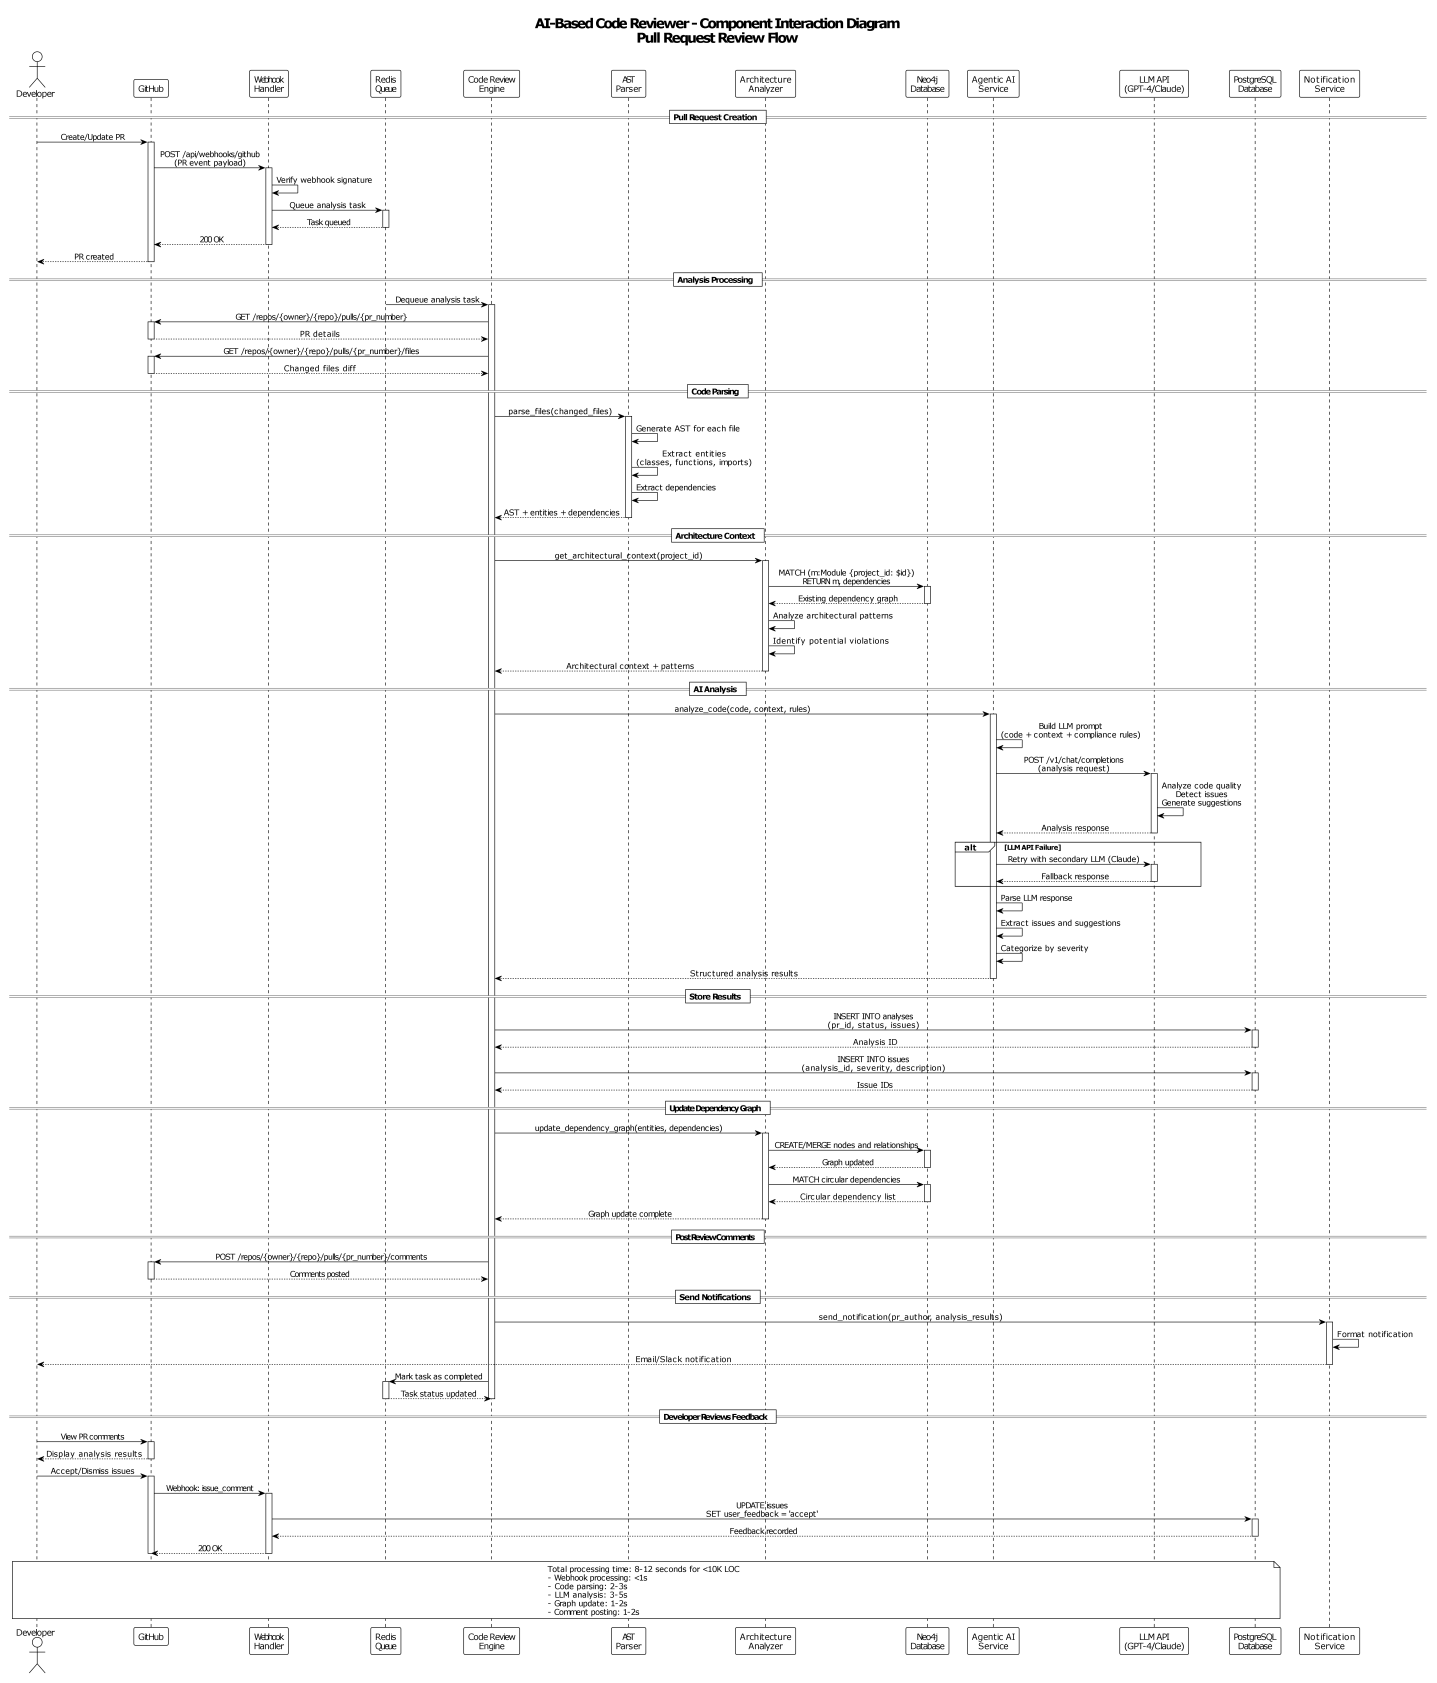 AI-Based Code Reviewer - Component Interaction Diagram
Pull Request Review Flow
Developer
GitHub
Webhook
Handler
Redis
Queue
Code Review
Engine
AST
Parser
Architecture
Analyzer
Neo4j
Database
Agentic AI
Service
LLM API
(GPT-4/Claude)
PostgreSQL
Database
Notification
Service
Pull Request Creation
Create/Update PR
POST /api/webhooks/github
(PR event payload)
Verify webhook signature
Queue analysis task
Task queued
200 OK
PR created
Analysis Processing
Dequeue analysis task
GET /repos/{owner}/{repo}/pulls/{pr_number}
PR details
GET /repos/{owner}/{repo}/pulls/{pr_number}/files
Changed files diff
Code Parsing
parse_files(changed_files)
Generate AST for each file
Extract entities
(classes, functions, imports)
Extract dependencies
AST + entities + dependencies
Architecture Context
get_architectural_context(project_id)
MATCH (m:Module {project_id: $id})
RETURN m, dependencies
Existing dependency graph
Analyze architectural patterns
Identify potential violations
Architectural context + patterns
AI Analysis
analyze_code(code, context, rules)
Build LLM prompt
(code + context + compliance rules)
POST /v1/chat/completions
(analysis request)
Analyze code quality
Detect issues
Generate suggestions
Analysis response
alt
[LLM API Failure]
Retry with secondary LLM (Claude)
Fallback response
Parse LLM response
Extract issues and suggestions
Categorize by severity
Structured analysis results
Store Results
INSERT INTO analyses
(pr_id, status, issues)
Analysis ID
INSERT INTO issues
(analysis_id, severity, description)
Issue IDs
Update Dependency Graph
update_dependency_graph(entities, dependencies)
CREATE/MERGE nodes and relationships
Graph updated
MATCH circular dependencies
Circular dependency list
Graph update complete
Post Review Comments
POST /repos/{owner}/{repo}/pulls/{pr_number}/comments
Comments posted
Send Notifications
send_notification(pr_author, analysis_results)
Format notification
Email/Slack notification
Mark task as completed
Task status updated
Developer Reviews Feedback
View PR comments
Display analysis results
Accept/Dismiss issues
Webhook: issue_comment
UPDATE issues
SET user_feedback = 'accept'
Feedback recorded
200 OK
Total processing time: 8-12 seconds for <10K LOC
- Webhook processing: <1s
- Code parsing: 2-3s
- LLM analysis: 3-5s
- Graph update: 1-2s
- Comment posting: 1-2s
Developer
GitHub
Webhook
Handler
Redis
Queue
Code Review
Engine
AST
Parser
Architecture
Analyzer
Neo4j
Database
Agentic AI
Service
LLM API
(GPT-4/Claude)
PostgreSQL
Database
Notification
Service